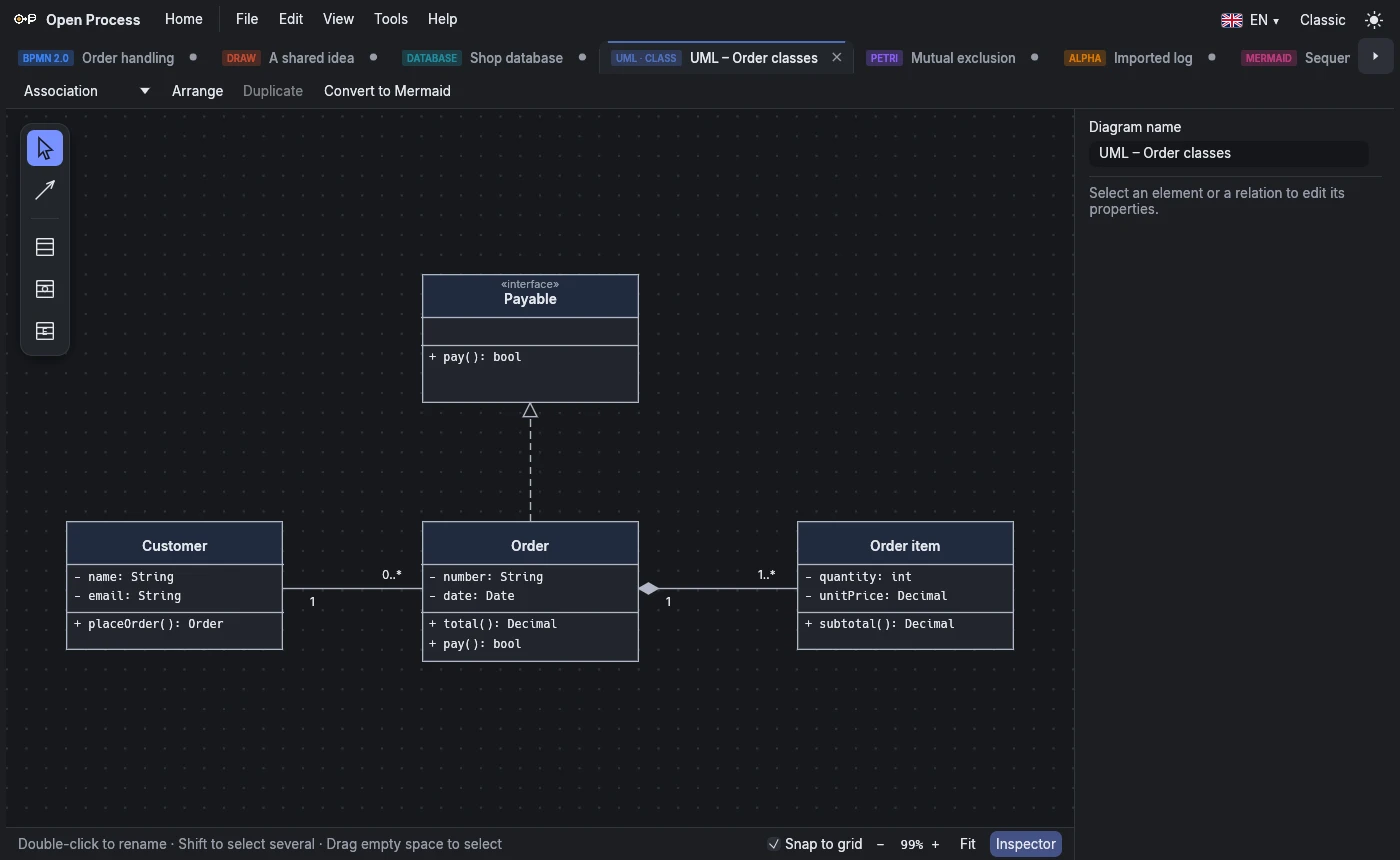 Open Process Home File Edit View Tools Help EN ▾ Classic
BPMN 2.0 Order handling DRAW A shared idea DATABASE Shop database UML · CLASS UML – Order classes PETRI Mutual exclusion ALPHA Imported log MERMAID Sequer
Association Arrange Duplicate Convert to Mermaid
Diagram name
UML – Order classes
Select an element or a relation to edit its
properties.
E
«interface»
Payable
+ pay(): bool
Customer
- name: String
- email: String
+ placeOrder(): Order
0..*
1
Order
- number: String
- date: Date
+ total(): Decimal
+ pay(): bool
1..*
1
Order item
- quantity: int
- unitPrice: Decimal
+ subtotal(): Decimal
Double-click to rename · Shift to select several · Drag empty space to select Snap to grid − 99% + Fit Inspector